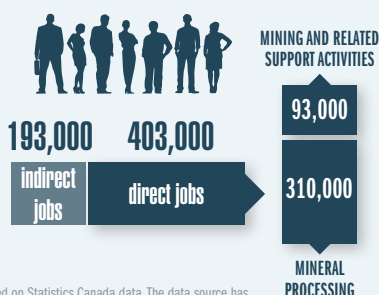 MINING AND RELATED
SUPPORT ACTIVITIES
193,000 403,000
indirect
jobs
direct jobs
93,000
310,000
MINERAL
PROCESSING
ed on Statistics Canada data. The data source has